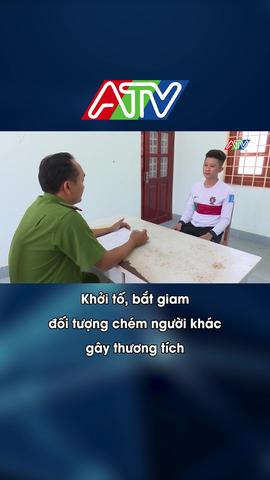 ATV
ATV
Khởi tố, bắt giam
đối tượng chém người khác
gây thương tích